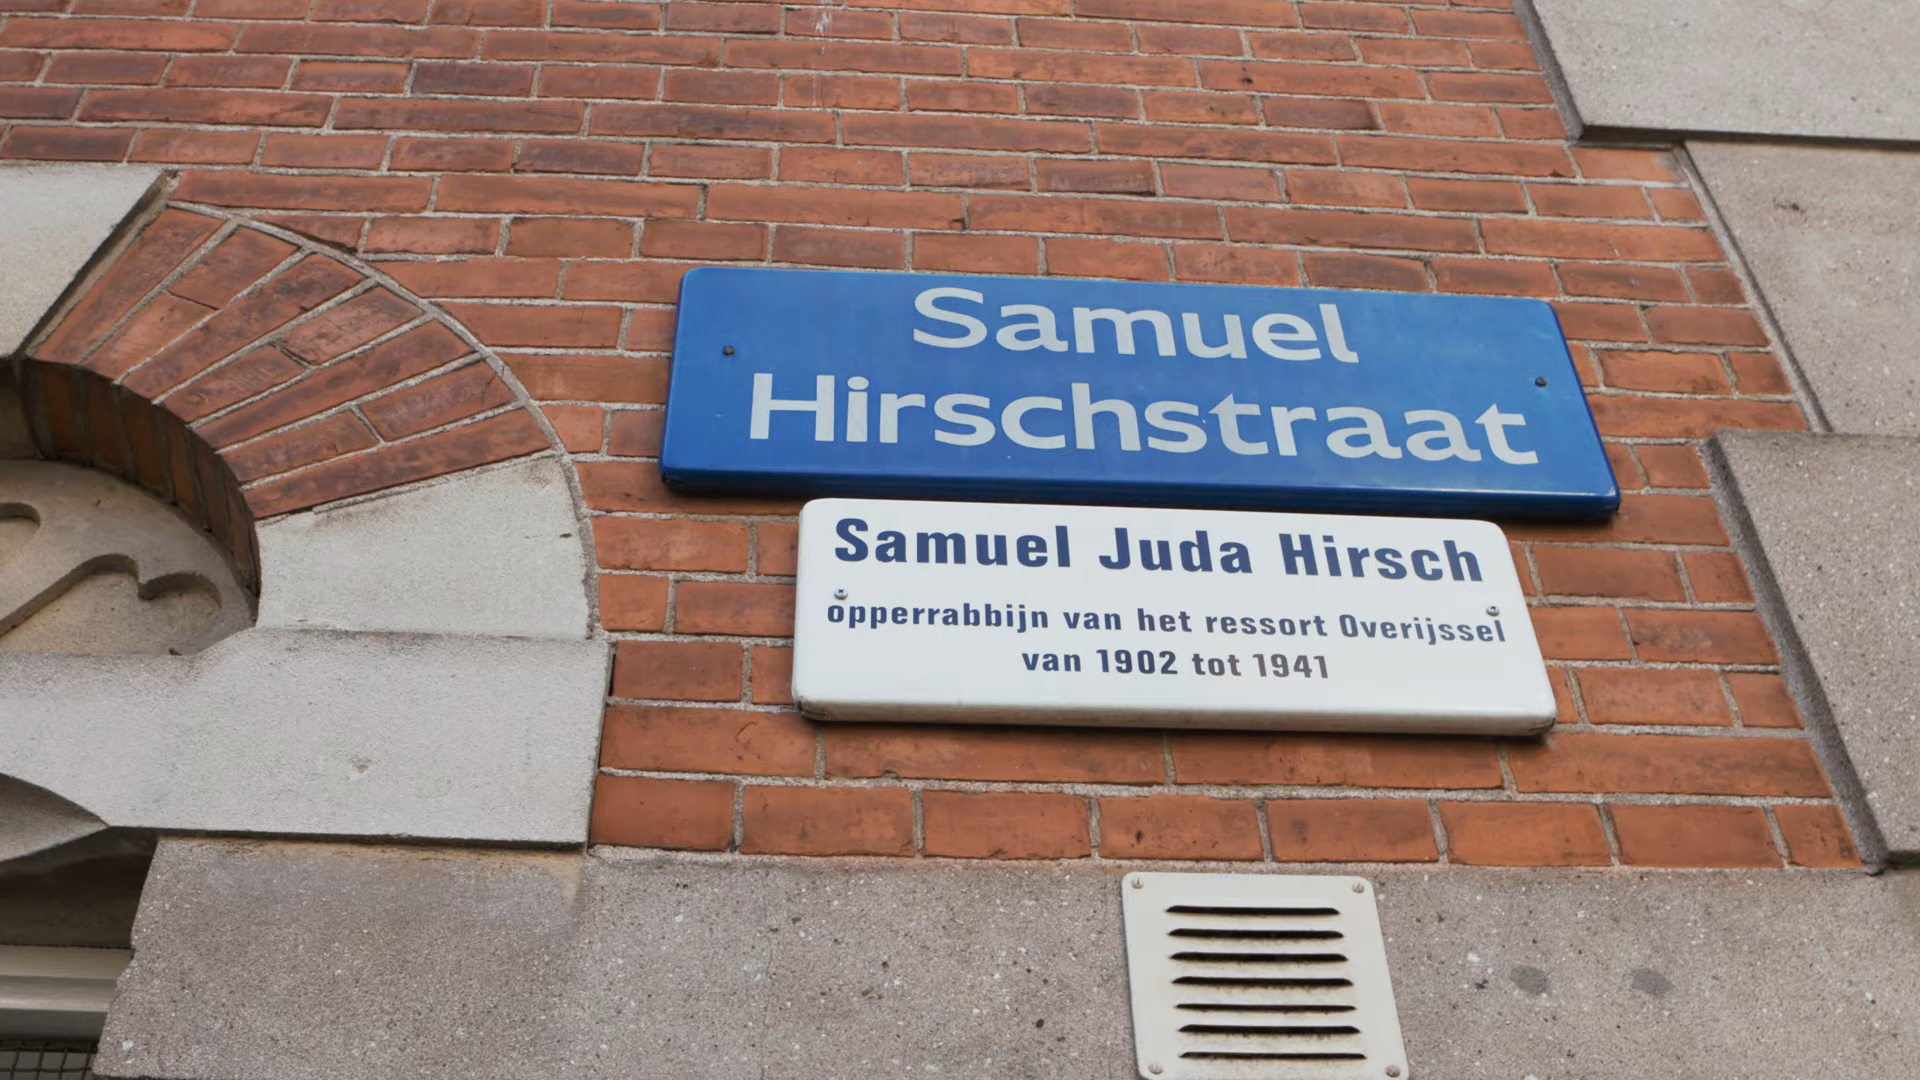 Samuel
Hirschstraat
Samuel Juda Hirsch
opperrabbijn van het ressort Overijssel
van 1902 tot 1941